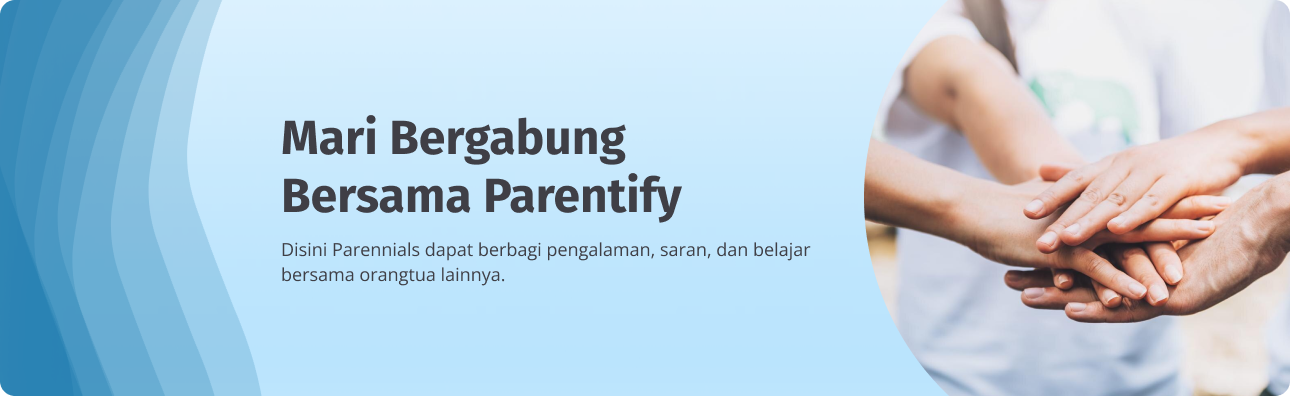 Mari Bergabung
Bersama Parentify
Disini Parennials dapat berbagi pengalaman, saran, dan belajar
bersama orangtua lainnya.